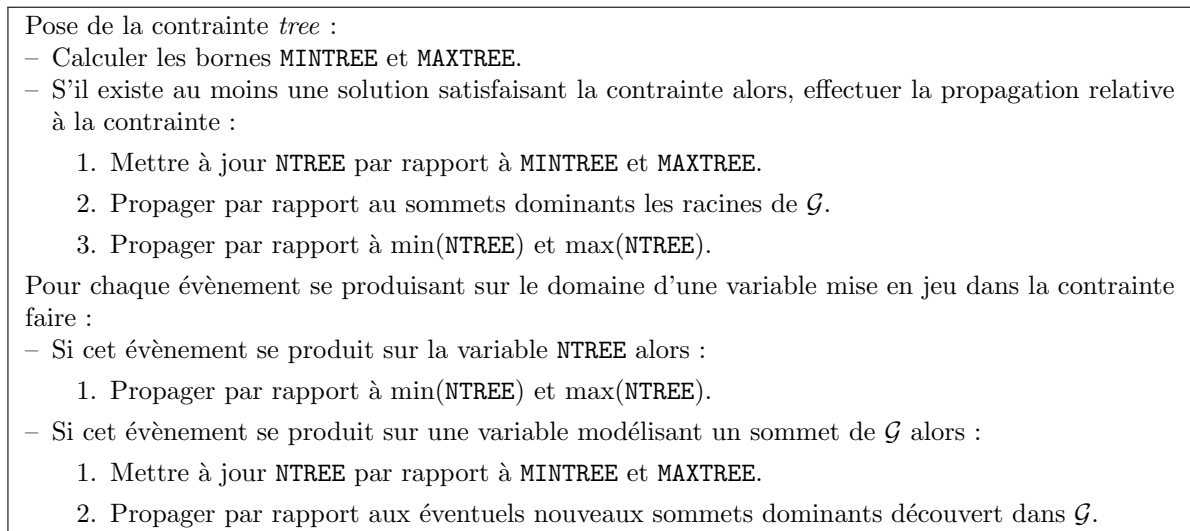 Pose de la contrainte tree :
– Calculer les bornes MINTREE et MAXTREE.
– S'il existe au moins une solution satisfaisant la contrainte alors, effectuer la propagation relative
à la contrainte :
1. Mettre à jour NTREE par rapport à MINTREE et MAXTREE.
2. Propager par rapport au sommets dominants les racines de 𝒢.
3. Propager par rapport à min(NTREE) et max(NTREE).
Pour chaque évènement se produisant sur le domaine d'une variable mise en jeu dans la contrainte
faire :
– Si cet évènement se produit sur la variable NTREE alors :
1. Propager par rapport à min(NTREE) et max(NTREE).
– Si cet évènement se produit sur une variable modélisant un sommet de 𝒢 alors :
1. Mettre à jour NTREE par rapport à MINTREE et MAXTREE.
2. Propager par rapport aux éventuels nouveaux sommets dominants découvert dans 𝒢.